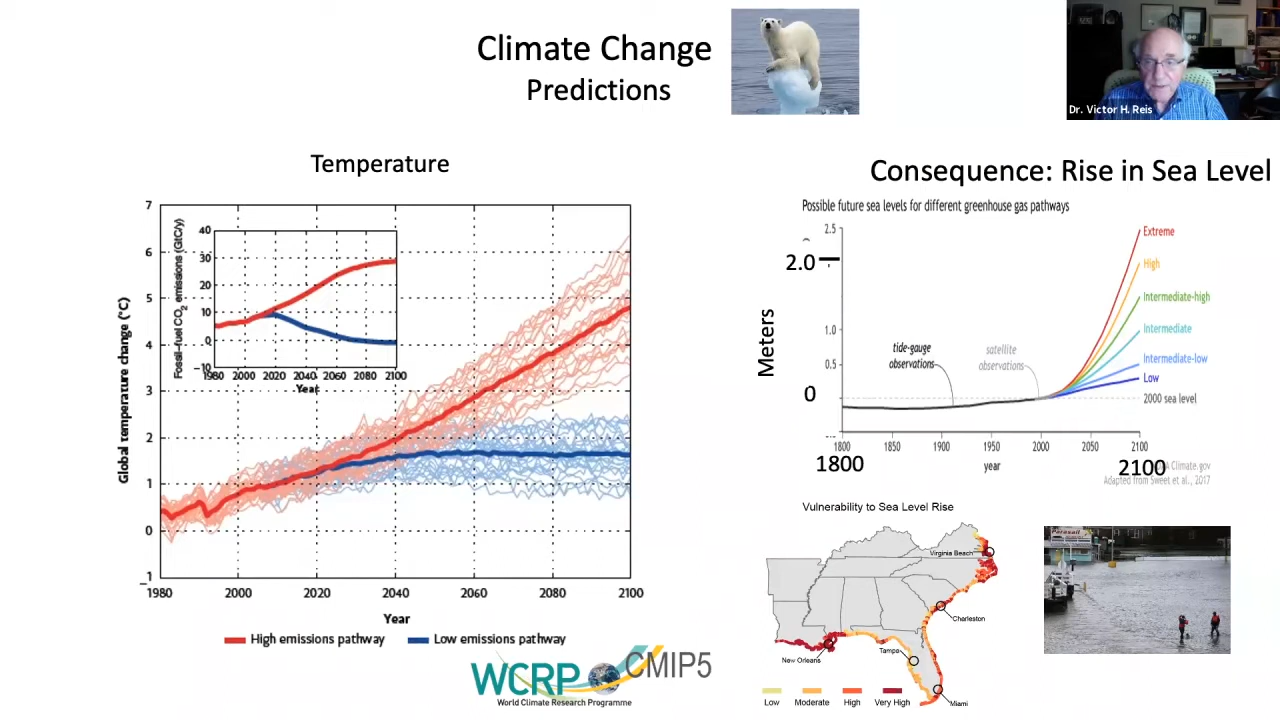 Climate Change
Predictions
Dr. Victor H. Reis
Temperature
7
6
5
4
3
2
1
0
−1
Global temperature change (°C)
40
30
20
10
0
−10
Fossil–fuel CO2 emissions (GtC/y)
1980 2000 2020 2040 2060 2080 2100
Year
1980 2000 2020 2040 2060 2080 2100
Year
High emissions pathway
Low emissions pathway
WCRP
World Climate Research Programme
CMIP5
Consequence: Rise in Sea Level
Possible future sea levels for different greenhouse gas pathways
2.5
2.0
1.0
0.5
0
Meters
tide-gauge
observations
satellite
observations
Extreme
High
Intermediate-high
Intermediate
Intermediate-low
Low
2000 sea level
1800 1850 1900 1950 2000 2050 2100
1800
year
2100
A Climate.gov
Adapted from Sweet et al., 2017
Vulnerability to Sea Level Rise
Virginia Beach
Charleston
New Orleans
Tampa
Miami
Low Moderate High Very High
Parasail